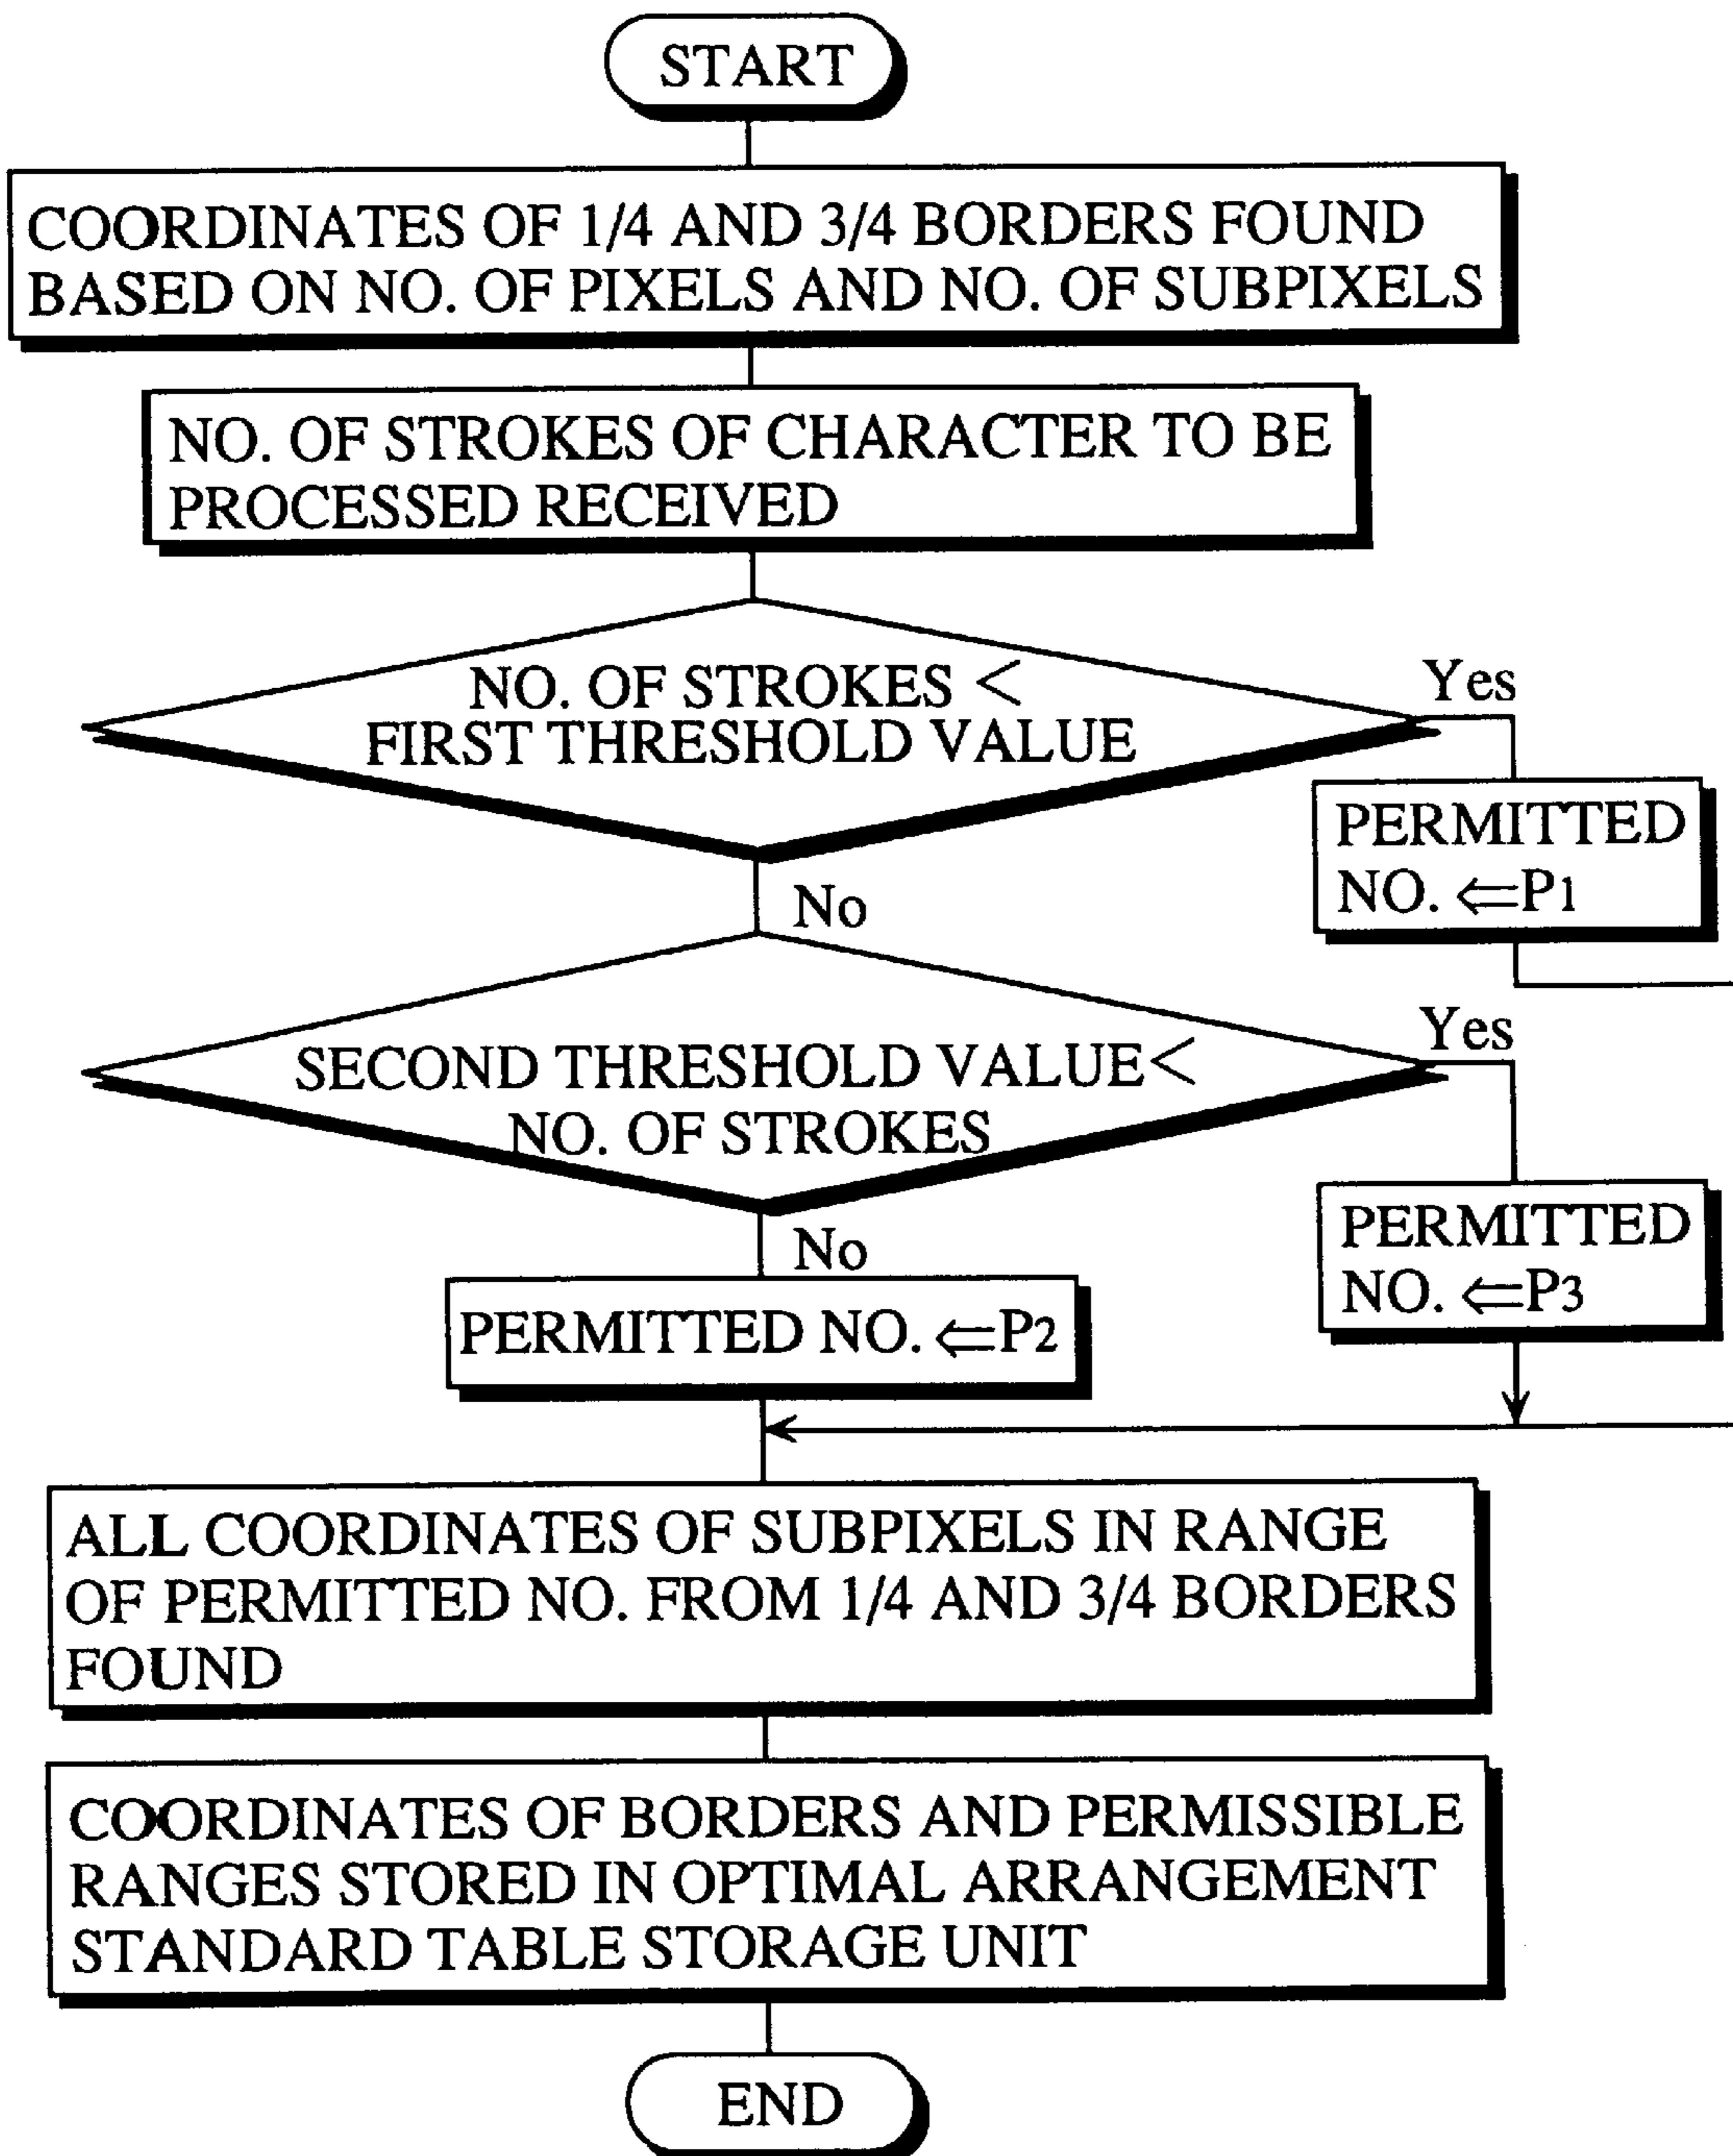 START
COORDINATES OF 1/4 AND 3/4 BORDERS FOUND
BASED ON NO. OF PIXELS AND NO. OF SUBPIXELS
NO. OF STROKES OF CHARACTER TO BE
PROCESSED RECEIVED
NO. OF STROKES <
FIRST THRESHOLD VALUE
Yes
PERMITTED
NO. ⇐P1
No
SECOND THRESHOLD VALUE<
NO. OF STROKES
Yes
PERMITTED
NO. ⇐P3
No
PERMITTED NO. ⇐P2
ALL COORDINATES OF SUBPIXELS IN RANGE
OF PERMITTED NO. FROM 1/4 AND 3/4 BORDERS
FOUND
COORDINATES OF BORDERS AND PERMISSIBLE
RANGES STORED IN OPTIMAL ARRANGEMENT
STANDARD TABLE STORAGE UNIT
END